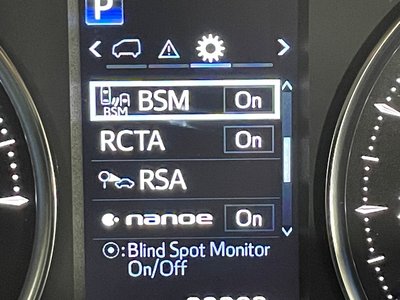 P
BSM BSM On
RCTA On
RSA
nanoe On
:Blind Spot Monitor
On/Off